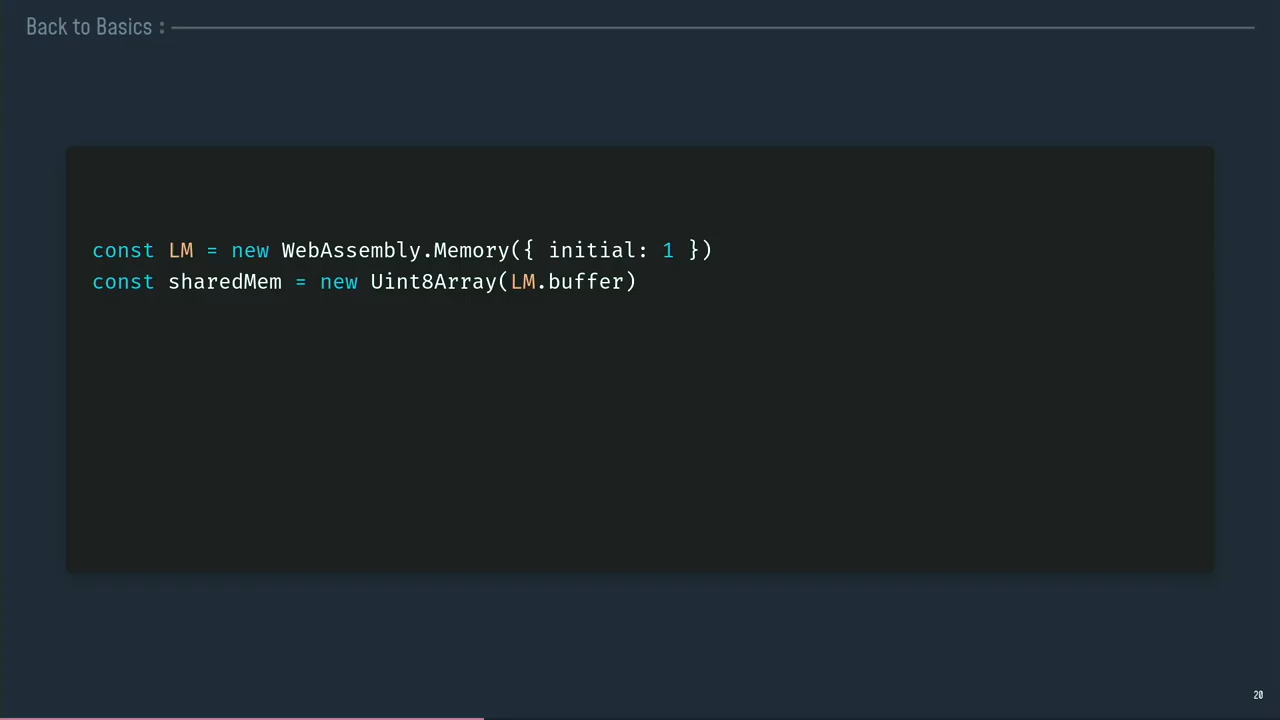 Back to Basics :
const LM = new WebAssembly.Memory({ initial: 1 })
const sharedMem = new Uint8Array(LM.buffer)
20